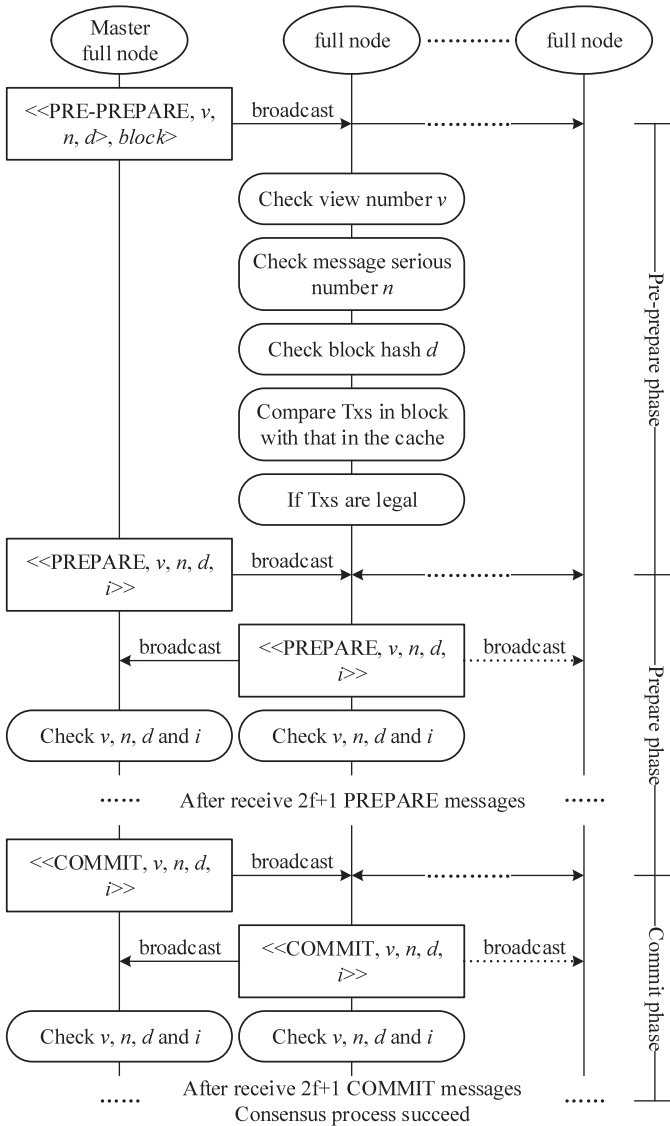 Master
full node
full node
············
full node
<<PRE-PREPARE, v,
n, d>, block>
broadcast
Check view number v
Check message serious
number n
Check block hash d
Compare Txs in block
with that in the cache
If Txs are legal
Pre-prepare phase
<<PREPARE, v, n, d,
i>>
broadcast
broadcast
<<PREPARE, v, n, d,
i>>
broadcast
Check v, n, d and i
Check v, n, d and i
Prepare phase
······ After receive 2f+1 PREPARE messages ······
<<COMMIT, v, n, d,
i>>
broadcast
broadcast
<<COMMIT, v, n, d,
i>>
broadcast
Check v, n, d and i
Check v, n, d and i
Commit phase
After receive 2f+1 COMMIT messages
······ Consensus process succeed ······